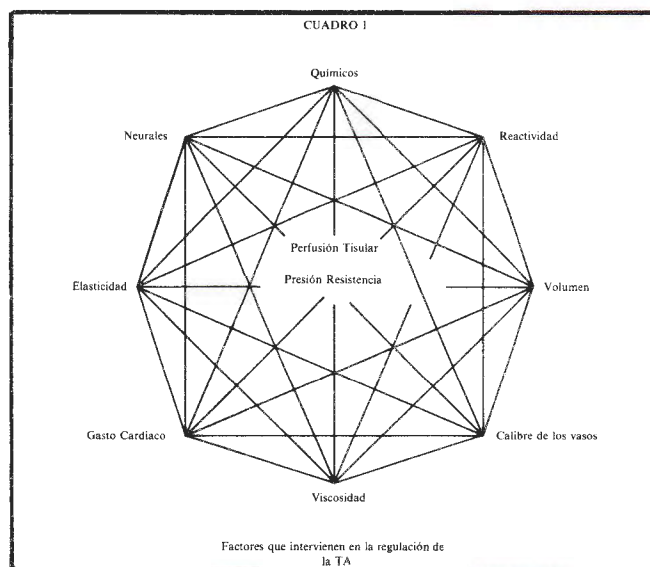 CUADRO 1
Químicos
Neurales
Reactividad
Perfusión Tisular
Presión Resistencia
Elasticidad
Volumen
Gasto Cardíaco
Calibre de los vasos
Viscosidad
Factores que intervienen en la regulación de
la TA